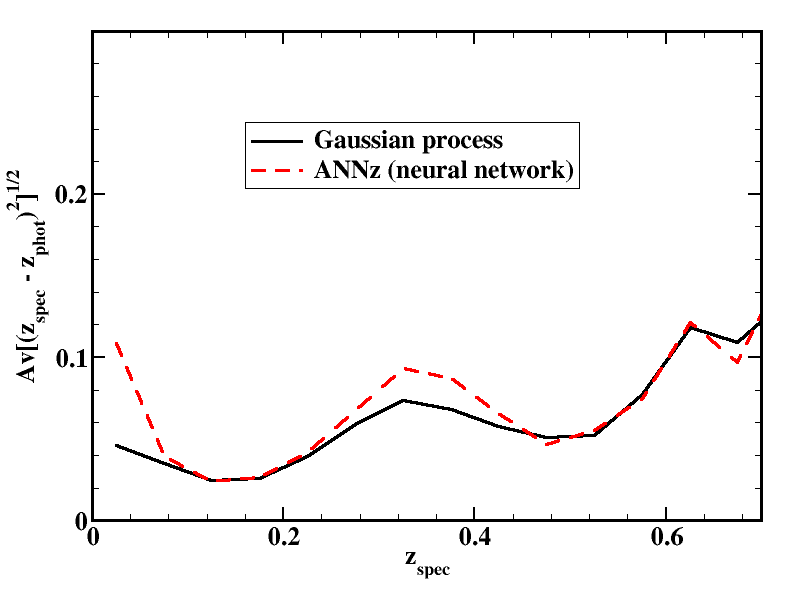 Gaussian process
ANNz (neural network)
Av[(z_spec - z_phot)^2]^1/2
0.2
0.1
0
0 0.2 0.4 0.6
z_spec